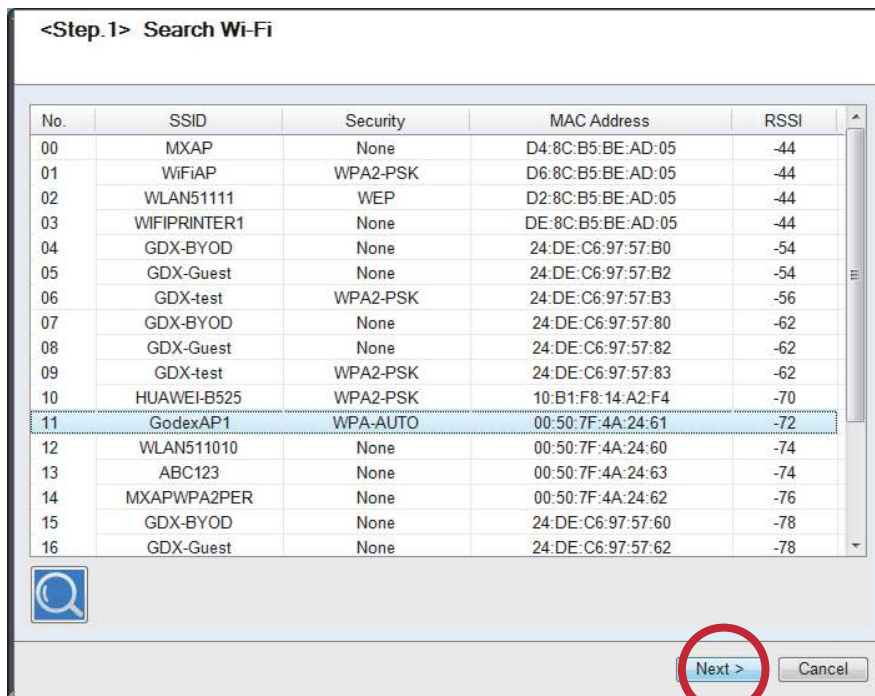 <Step.1> Search Wi-Fi
No. SSID Security MAC Address RSSI
00 MXAP None D4:8C:B5:BE:AD:05 -44
01 WiFiAP WPA2-PSK D6:8C:B5:BE:AD:05 -44
02 WLAN51111 WEP D2:8C:B5:BE:AD:05 -44
03 WIFIPRINTER1 None DE:8C:B5:BE:AD:05 -44
04 GDX-BYOD None 24:DE:C6:97:57:B0 -54
05 GDX-Guest None 24:DE:C6:97:57:B2 -54
06 GDX-test WPA2-PSK 24:DE:C6:97:57:B3 -56
07 GDX-BYOD None 24:DE:C6:97:57:80 -62
08 GDX-Guest None 24:DE:C6:97:57:82 -62
09 GDX-test WPA2-PSK 24:DE:C6:97:57:83 -62
10 HUAWEI-B525 WPA2-PSK 10:B1:F8:14:A2:F4 -70
11 GodexAP1 WPA-AUTO 00:50:7F:4A:24:61 -72
12 WLAN511010 None 00:50:7F:4A:24:60 -74
13 ABC123 None 00:50:7F:4A:24:63 -74
14 MXAPWPA2PER None 00:50:7F:4A:24:62 -76
15 GDX-BYOD None 24:DE:C6:97:57:60 -78
16 GDX-Guest None 24:DE:C6:97:57:62 -78
Next > Cancel